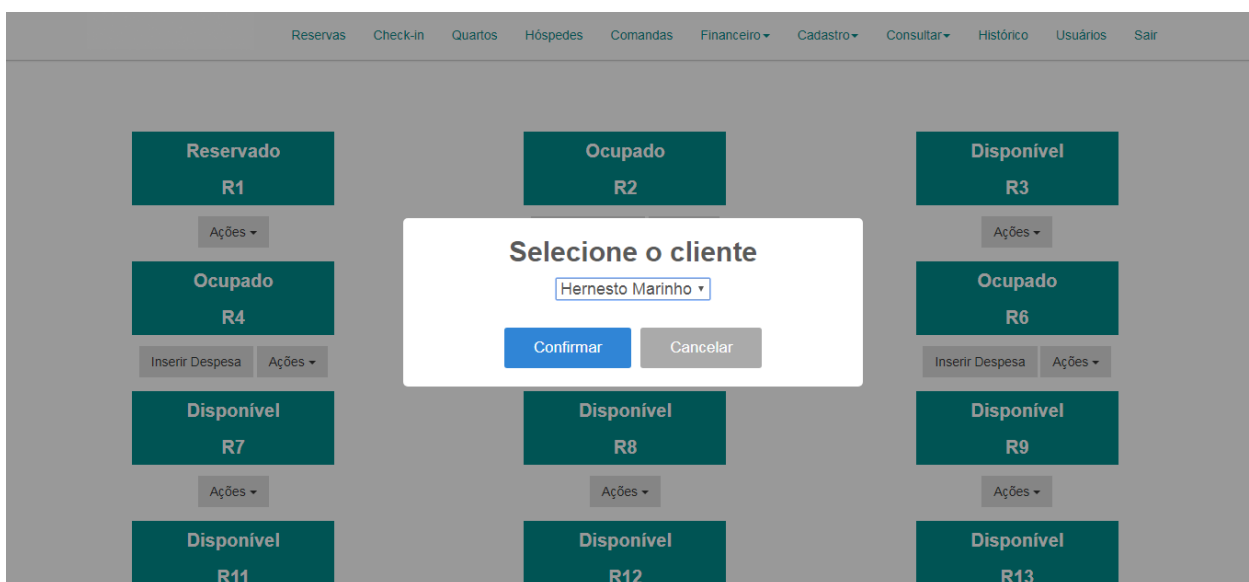 Reservas Check-in Quartos Hóspedes Comandas Financeiro Cadastro Consultar Histórico Usuários Sair
Reservado Ocupado Disponível
R1 R2 R3
Ações Ações
Selecione o cliente
Hernesto Marinho
Confirmar Cancelar
Ocupado Ocupado
R4 R6
Inserir Despesa Ações Inserir Despesa Ações
Disponível Disponível Disponível
R7 R8 R9
Ações Ações Ações
Disponível Disponível Disponível
R11 R12 R13